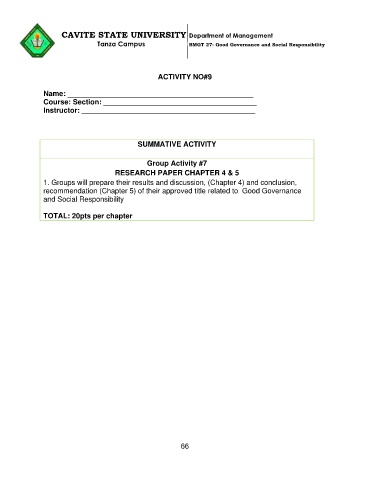 CAVITE STATE UNIVERSITY Department of Management
Tanza Campus BMGT 27- Good Governance and Social Responsibility
ACTIVITY NO#9
Name: ______________________________________________
Course: Section: ______________________________________
Instructor: ___________________________________________
SUMMATIVE ACTIVITY
Group Activity #7
RESEARCH PAPER CHAPTER 4 & 5
1. Groups will prepare their results and discussion, (Chapter 4) and conclusion,
recommendation (Chapter 5) of their approved title related to Good Governance
and Social Responsibility
TOTAL: 20pts per chapter
66